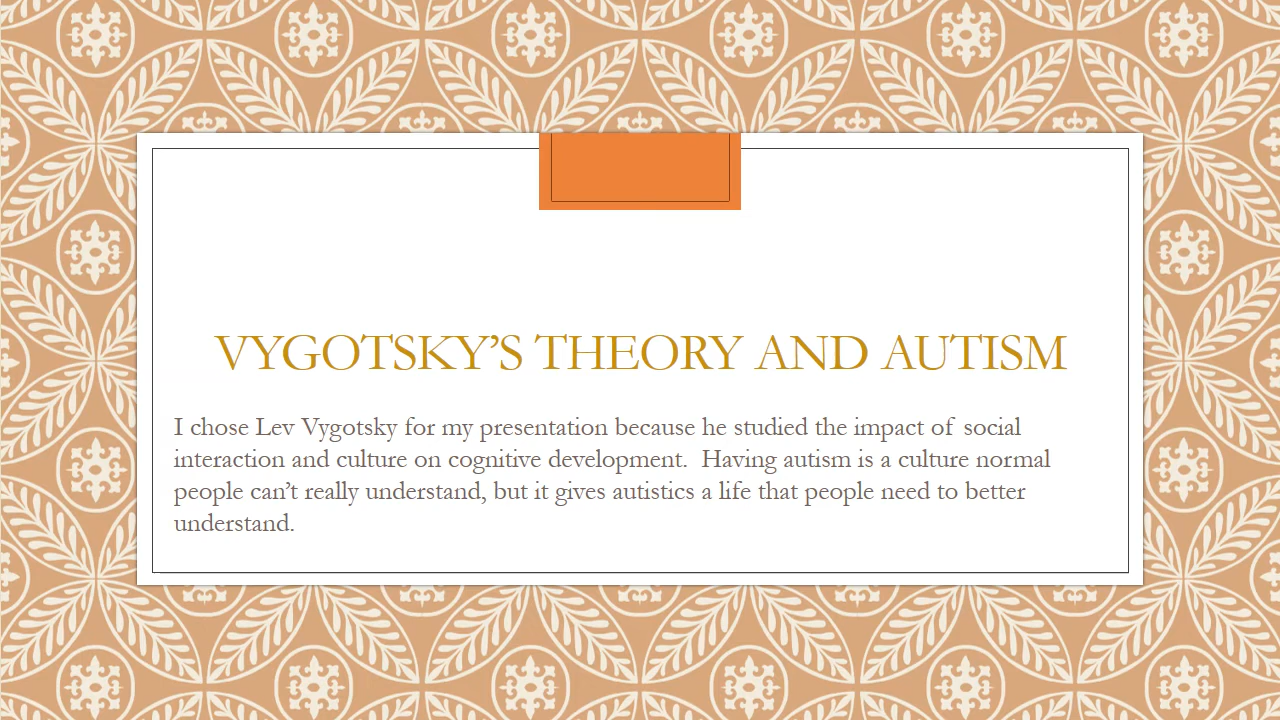 VYGOTSKY’S THEORY AND AUTISM
I chose Lev Vygotsky for my presentation because he studied the impact of social
interaction and culture on cognitive development.  Having autism is a culture normal
people can’t really understand, but it gives autistics a life that people need to better
understand.